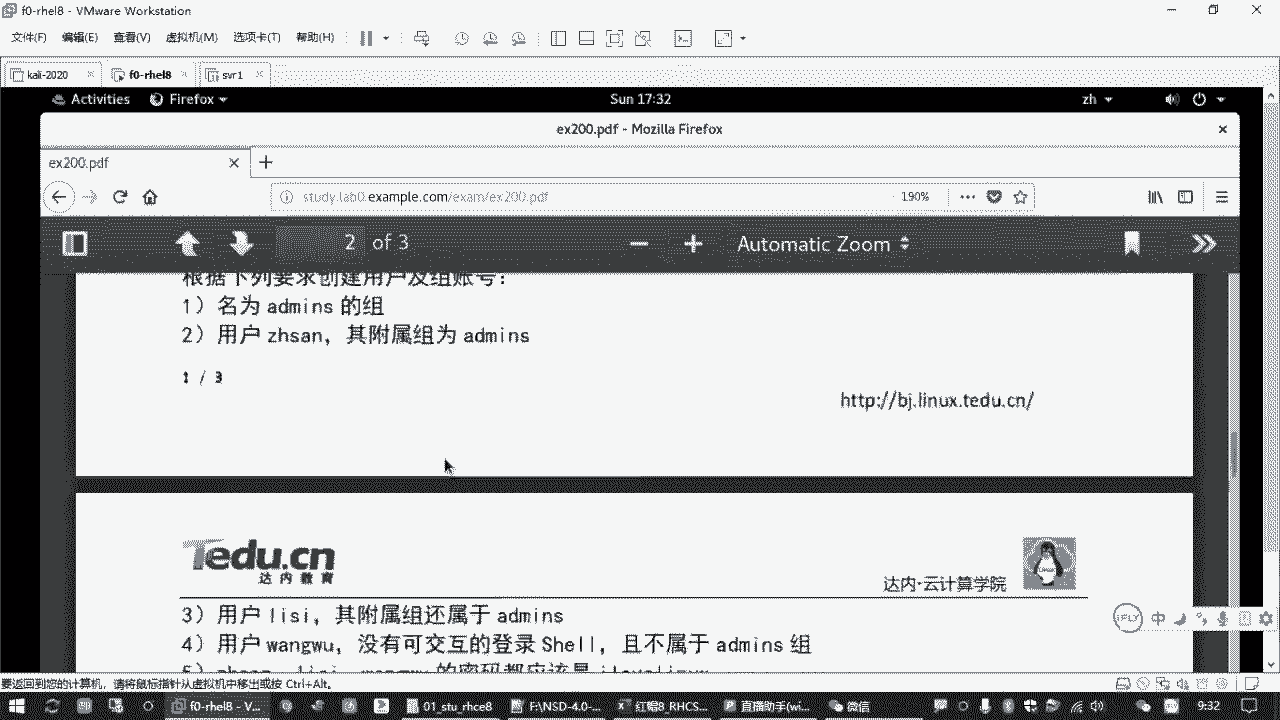 f0-rhel8 - VMware Workstation
文件(F) 编辑(E) 查看(V) 虚拟机(M) 选项卡(T) 帮助(H)
kali-2020 f0-rhel8 svr1
Activities Firefox Sun 17:32 zh
ex200.pdf - Mozilla Firefox
ex200.pdf
study.lab0.example.com/exam/ex200.pdf 190%
2 of 3 Automatic Zoom
根据下列要求创建用户及组账号：
1）名为 admins 的组
2）用户 zhsan，其附属组为 admins
1 / 3
http://bj.linux.tedu.cn/
Tedu.cn
达内教育
达内·云计算学院
3）用户 lisi，其附属组还属于 admins
4）用户 wangwu，没有可交互的登录 Shell，且不属于 admins 组
iFLY 中
要返回到您的计算机，请将鼠标指针从虚拟机中移出或按 Ctrl+Alt。
f0-rhel8 - V... 01_stu_rhce8 F:\NSD-4.0-... 红帽8_RHCS... 直播助手(wi... 微信 9:32